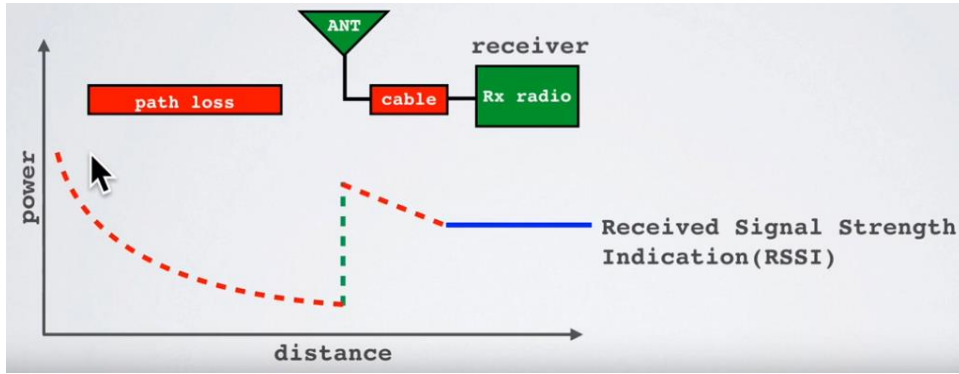 ANT
receiver
path loss
cable
Rx radio
power
Received Signal Strength
Indication(RSSI)
distance